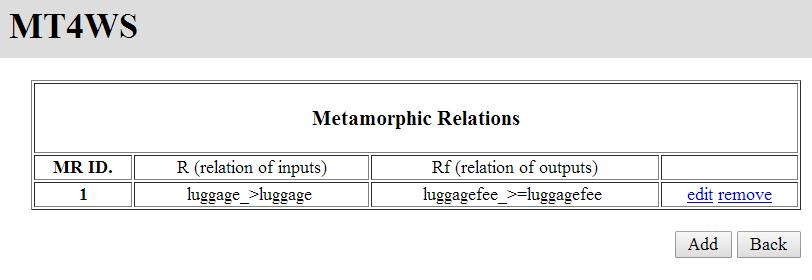 MT4WS
Metamorphic Relations
MR ID. R (relation of inputs) Rf (relation of outputs)
1 luggage_>luggage luggagefee_>=luggagefee edit remove
Add Back